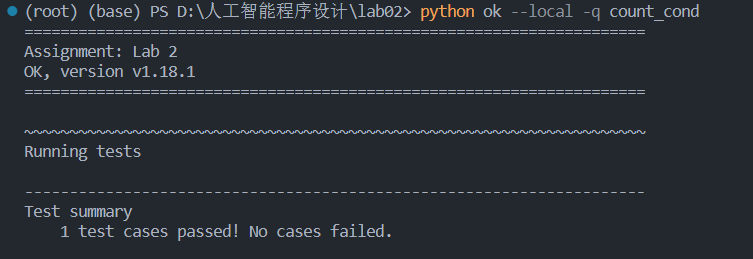 (root) (base) PS D:\人工智能程序设计\lab02> python ok --local -q count_cond
=====================================================================
Assignment: Lab 2
OK, version v1.18.1
=====================================================================
~~~~~~~~~~~~~~~~~~~~~~~~~~~~~~~~~~~~~~~~~~~~~~~~~~~~~~~~~~~~~~~~~~~~~
Running tests
---------------------------------------------------------------------
Test summary
    1 test cases passed! No cases failed.